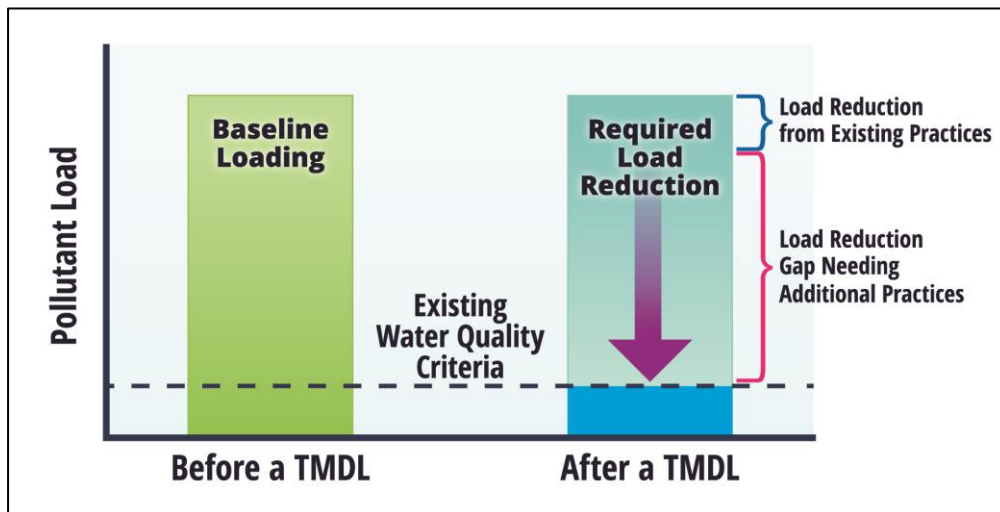 Pollutant Load
Baseline
Loading
Required
Load
Reduction
Load Reduction
from Existing Practices
Load Reduction
Gap Needing
Additional Practices
Existing
Water Quality
Criteria
Before a TMDL
After a TMDL